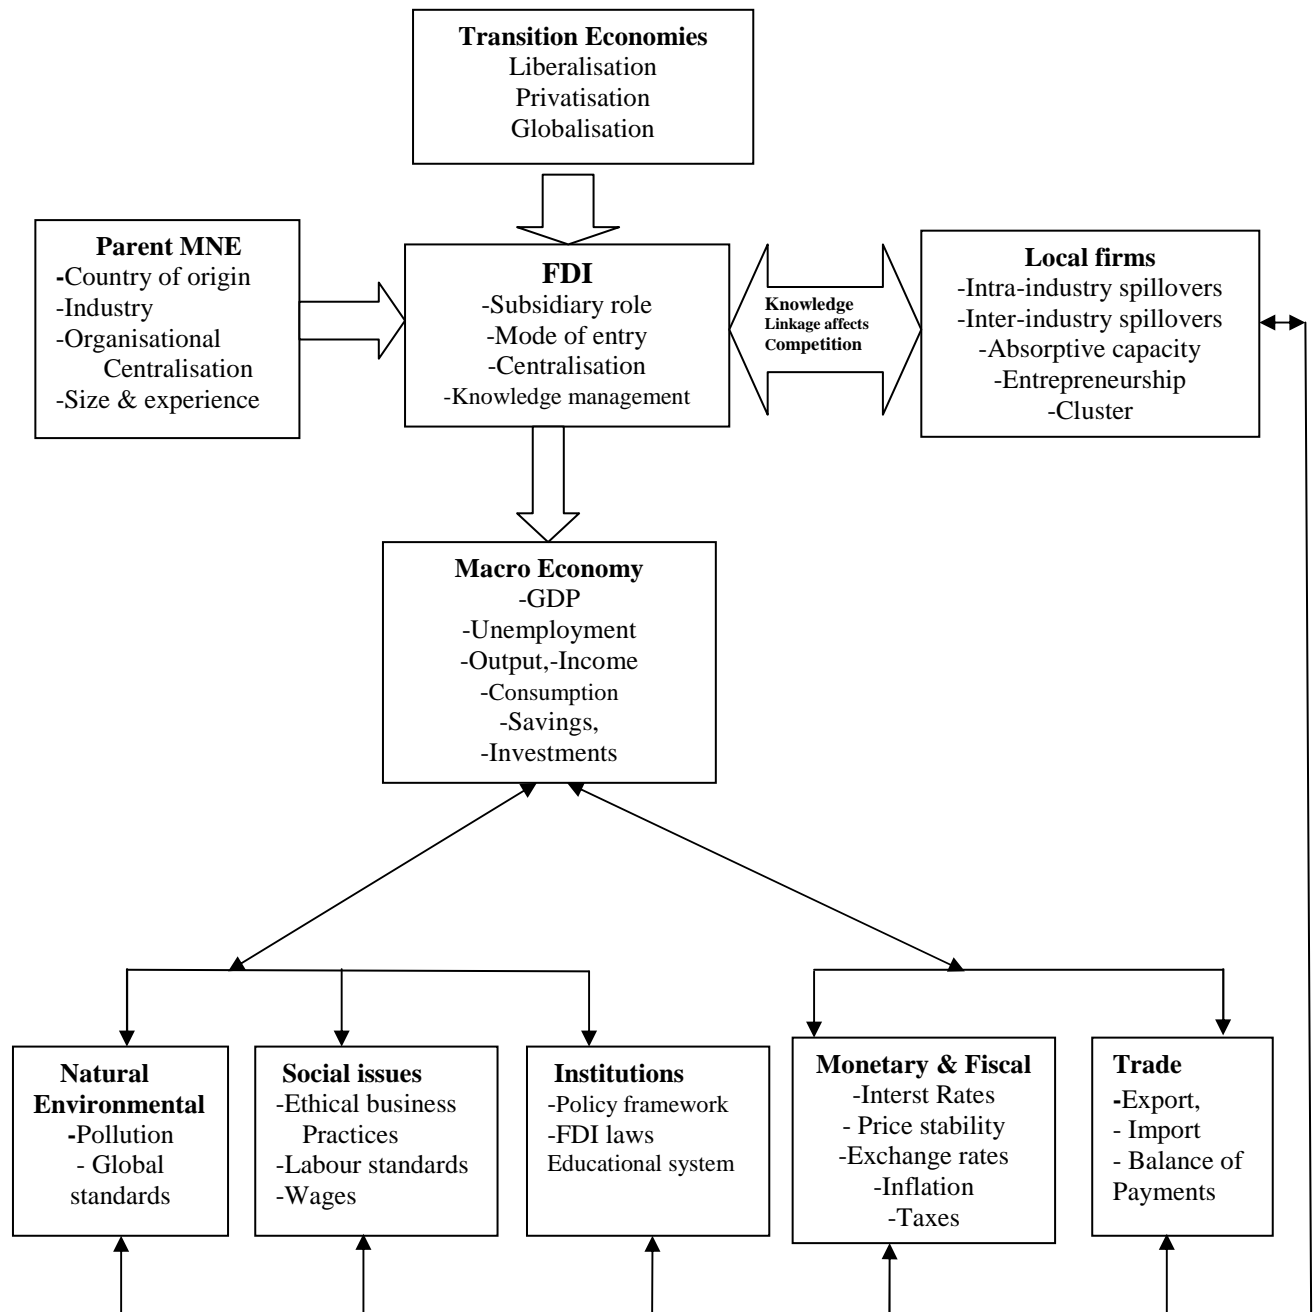 Transition Economies
Liberalisation
Privatisation
Globalisation
Parent MNE
-Country of origin
-Industry
-Organisational
Centralisation
-Size & experience
FDI
-Subsidiary role
-Mode of entry
-Centralisation
-Knowledge management
Knowledge
Linkage affects
Competition
Local firms
-Intra-industry spillovers
-Inter-industry spillovers
-Absorptive capacity
-Entrepreneurship
-Cluster
Macro Economy
-GDP
-Unemployment
-Output,-Income
-Consumption
-Savings,
-Investments
Natural
Environmental
-Pollution
- Global
standards
Social issues
-Ethical business
Practices
-Labour standards
-Wages
Institutions
-Policy framework
-FDI laws
Educational system
Monetary & Fiscal
-Interst Rates
- Price stability
-Exchange rates
-Inflation
-Taxes
Trade
-Export,
- Import
- Balance of
Payments